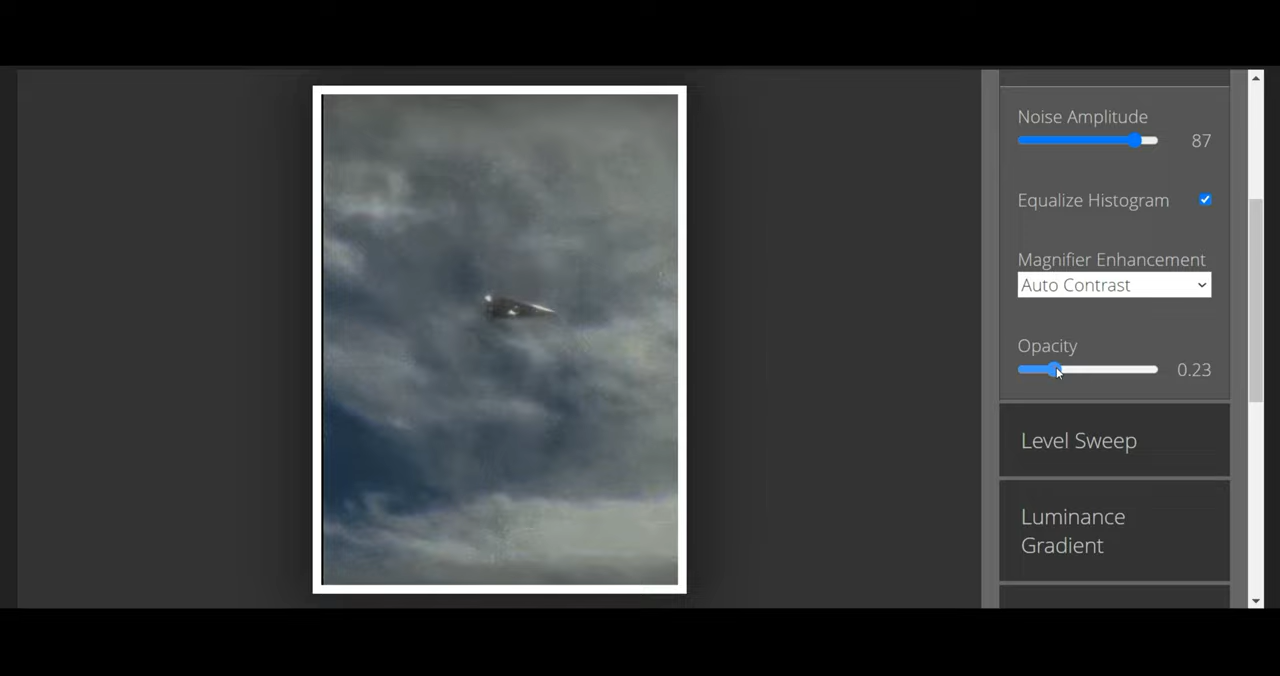 Noise Amplitude
87
Equalize Histogram
Magnifier Enhancement
Auto Contrast
Opacity
0.23
Level Sweep
Luminance
Gradient